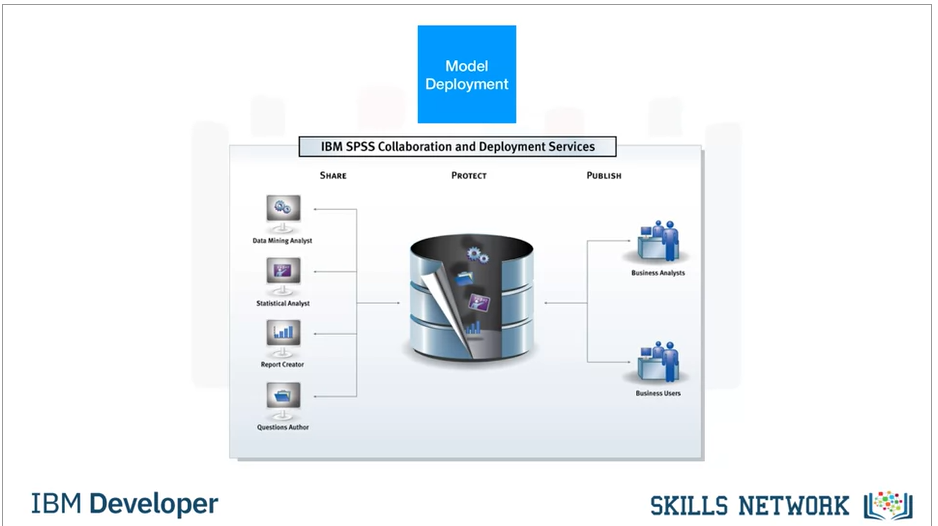 Model
Deployment
IBM SPSS Collaboration and Deployment Services
SHARE
PROTECT
PUBLISH
Data Mining Analyst
Statistical Analyst
Report Creator
Questions Author
Business Analysts
Business Users
IBM Developer
SKILLS NETWORK